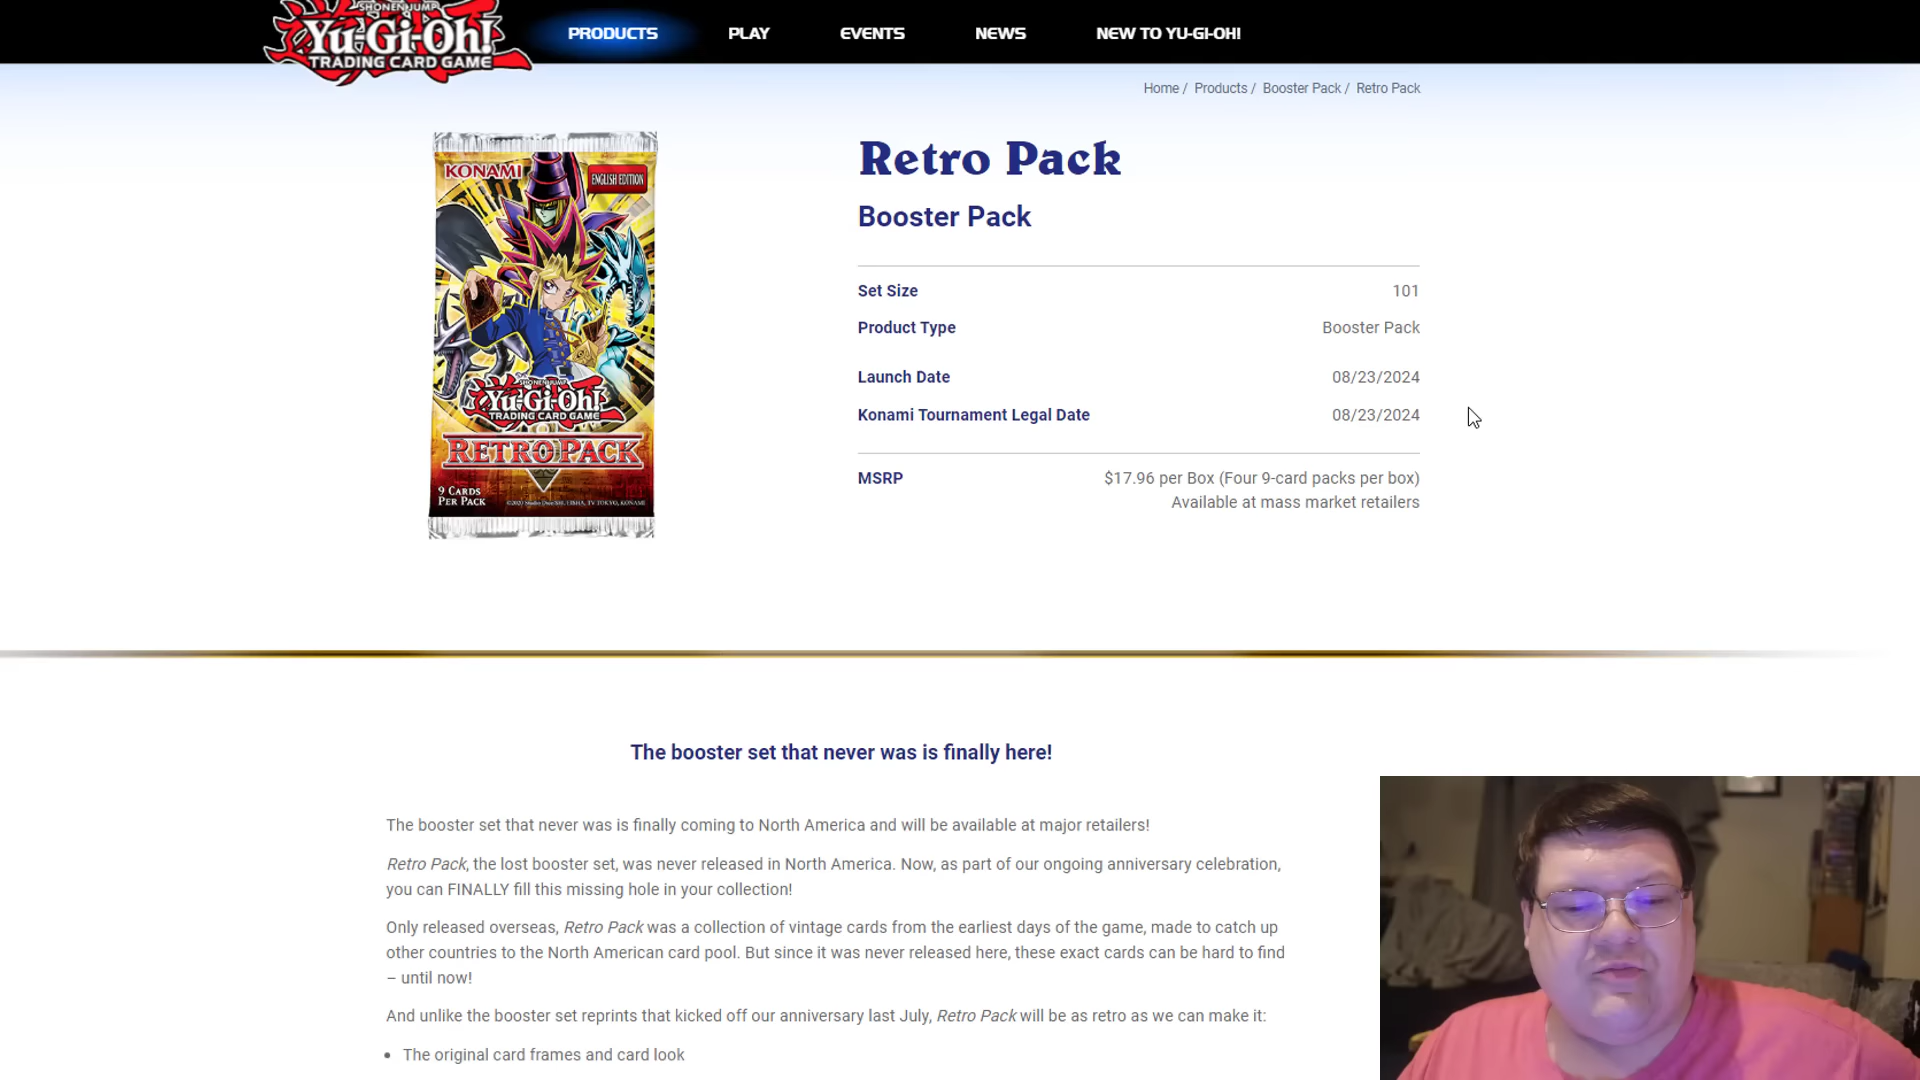 SHONEN JUMP
Yu-Gi-Oh!
TRADING CARD GAME
PRODUCTS
PLAY
EVENTS
NEWS
NEW TO YU-GI-OH!
Home / Products / Booster Pack / Retro Pack
KONAMI
ENGLISH EDITION
SHONEN JUMP
Yu-Gi-Oh!
TRADING CARD GAME
RETRO PACK
9 CARDS
PER PACK
Retro Pack
Booster Pack
Set Size 101
Product Type Booster Pack
Launch Date 08/23/2024
Konami Tournament Legal Date 08/23/2024
MSRP $17.96 per Box (Four 9-card packs per box)
Available at mass market retailers
The booster set that never was is finally here!
The booster set that never was is finally coming to North America and will be available at major retailers!
Retro Pack, the lost booster set, was never released in North America. Now, as part of our ongoing anniversary celebration,
you can FINALLY fill this missing hole in your collection!
Only released overseas, Retro Pack was a collection of vintage cards from the earliest days of the game, made to catch up
other countries to the North American card pool. But since it was never released here, these exact cards can be hard to find
– until now!
And unlike the booster set reprints that kicked off our anniversary last July, Retro Pack will be as retro as we can make it:
• The original card frames and card look